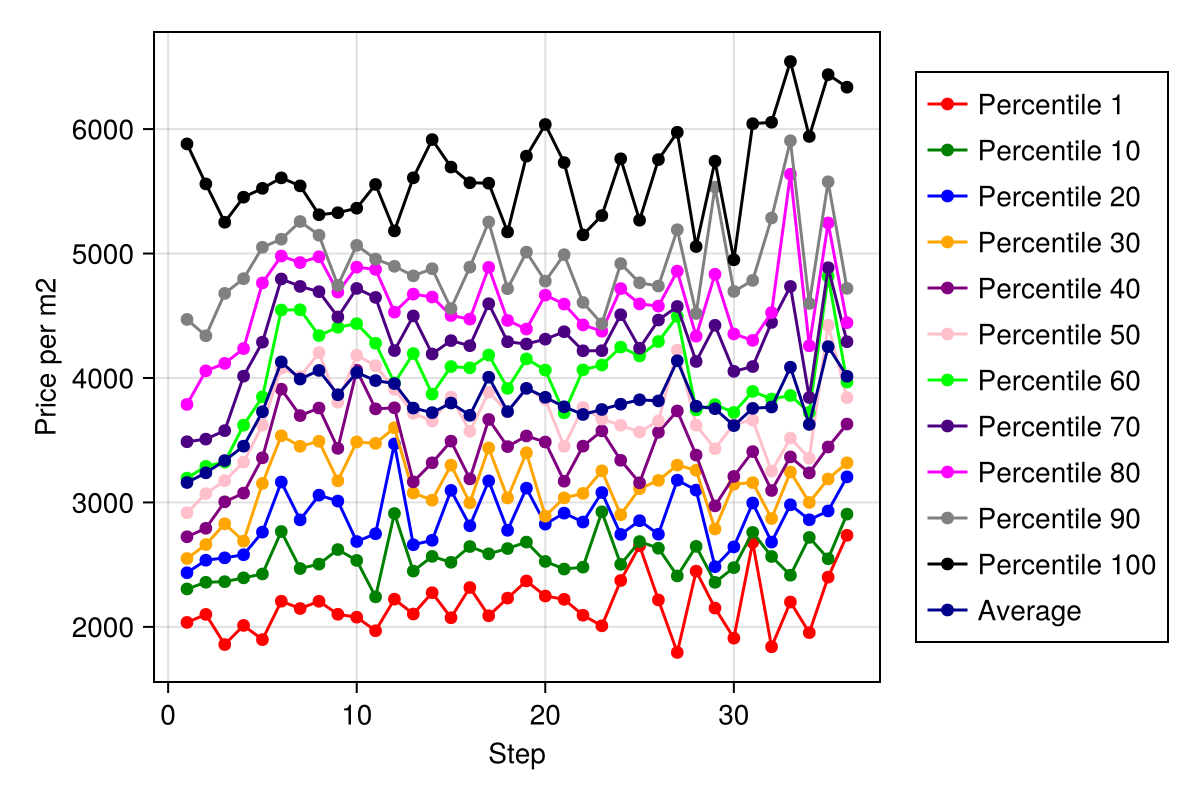 6000
5000
4000
3000
2000
Price per m2
0 10 20 30
Step
Percentile 1
Percentile 10
Percentile 20
Percentile 30
Percentile 40
Percentile 50
Percentile 60
Percentile 70
Percentile 80
Percentile 90
Percentile 100
Average